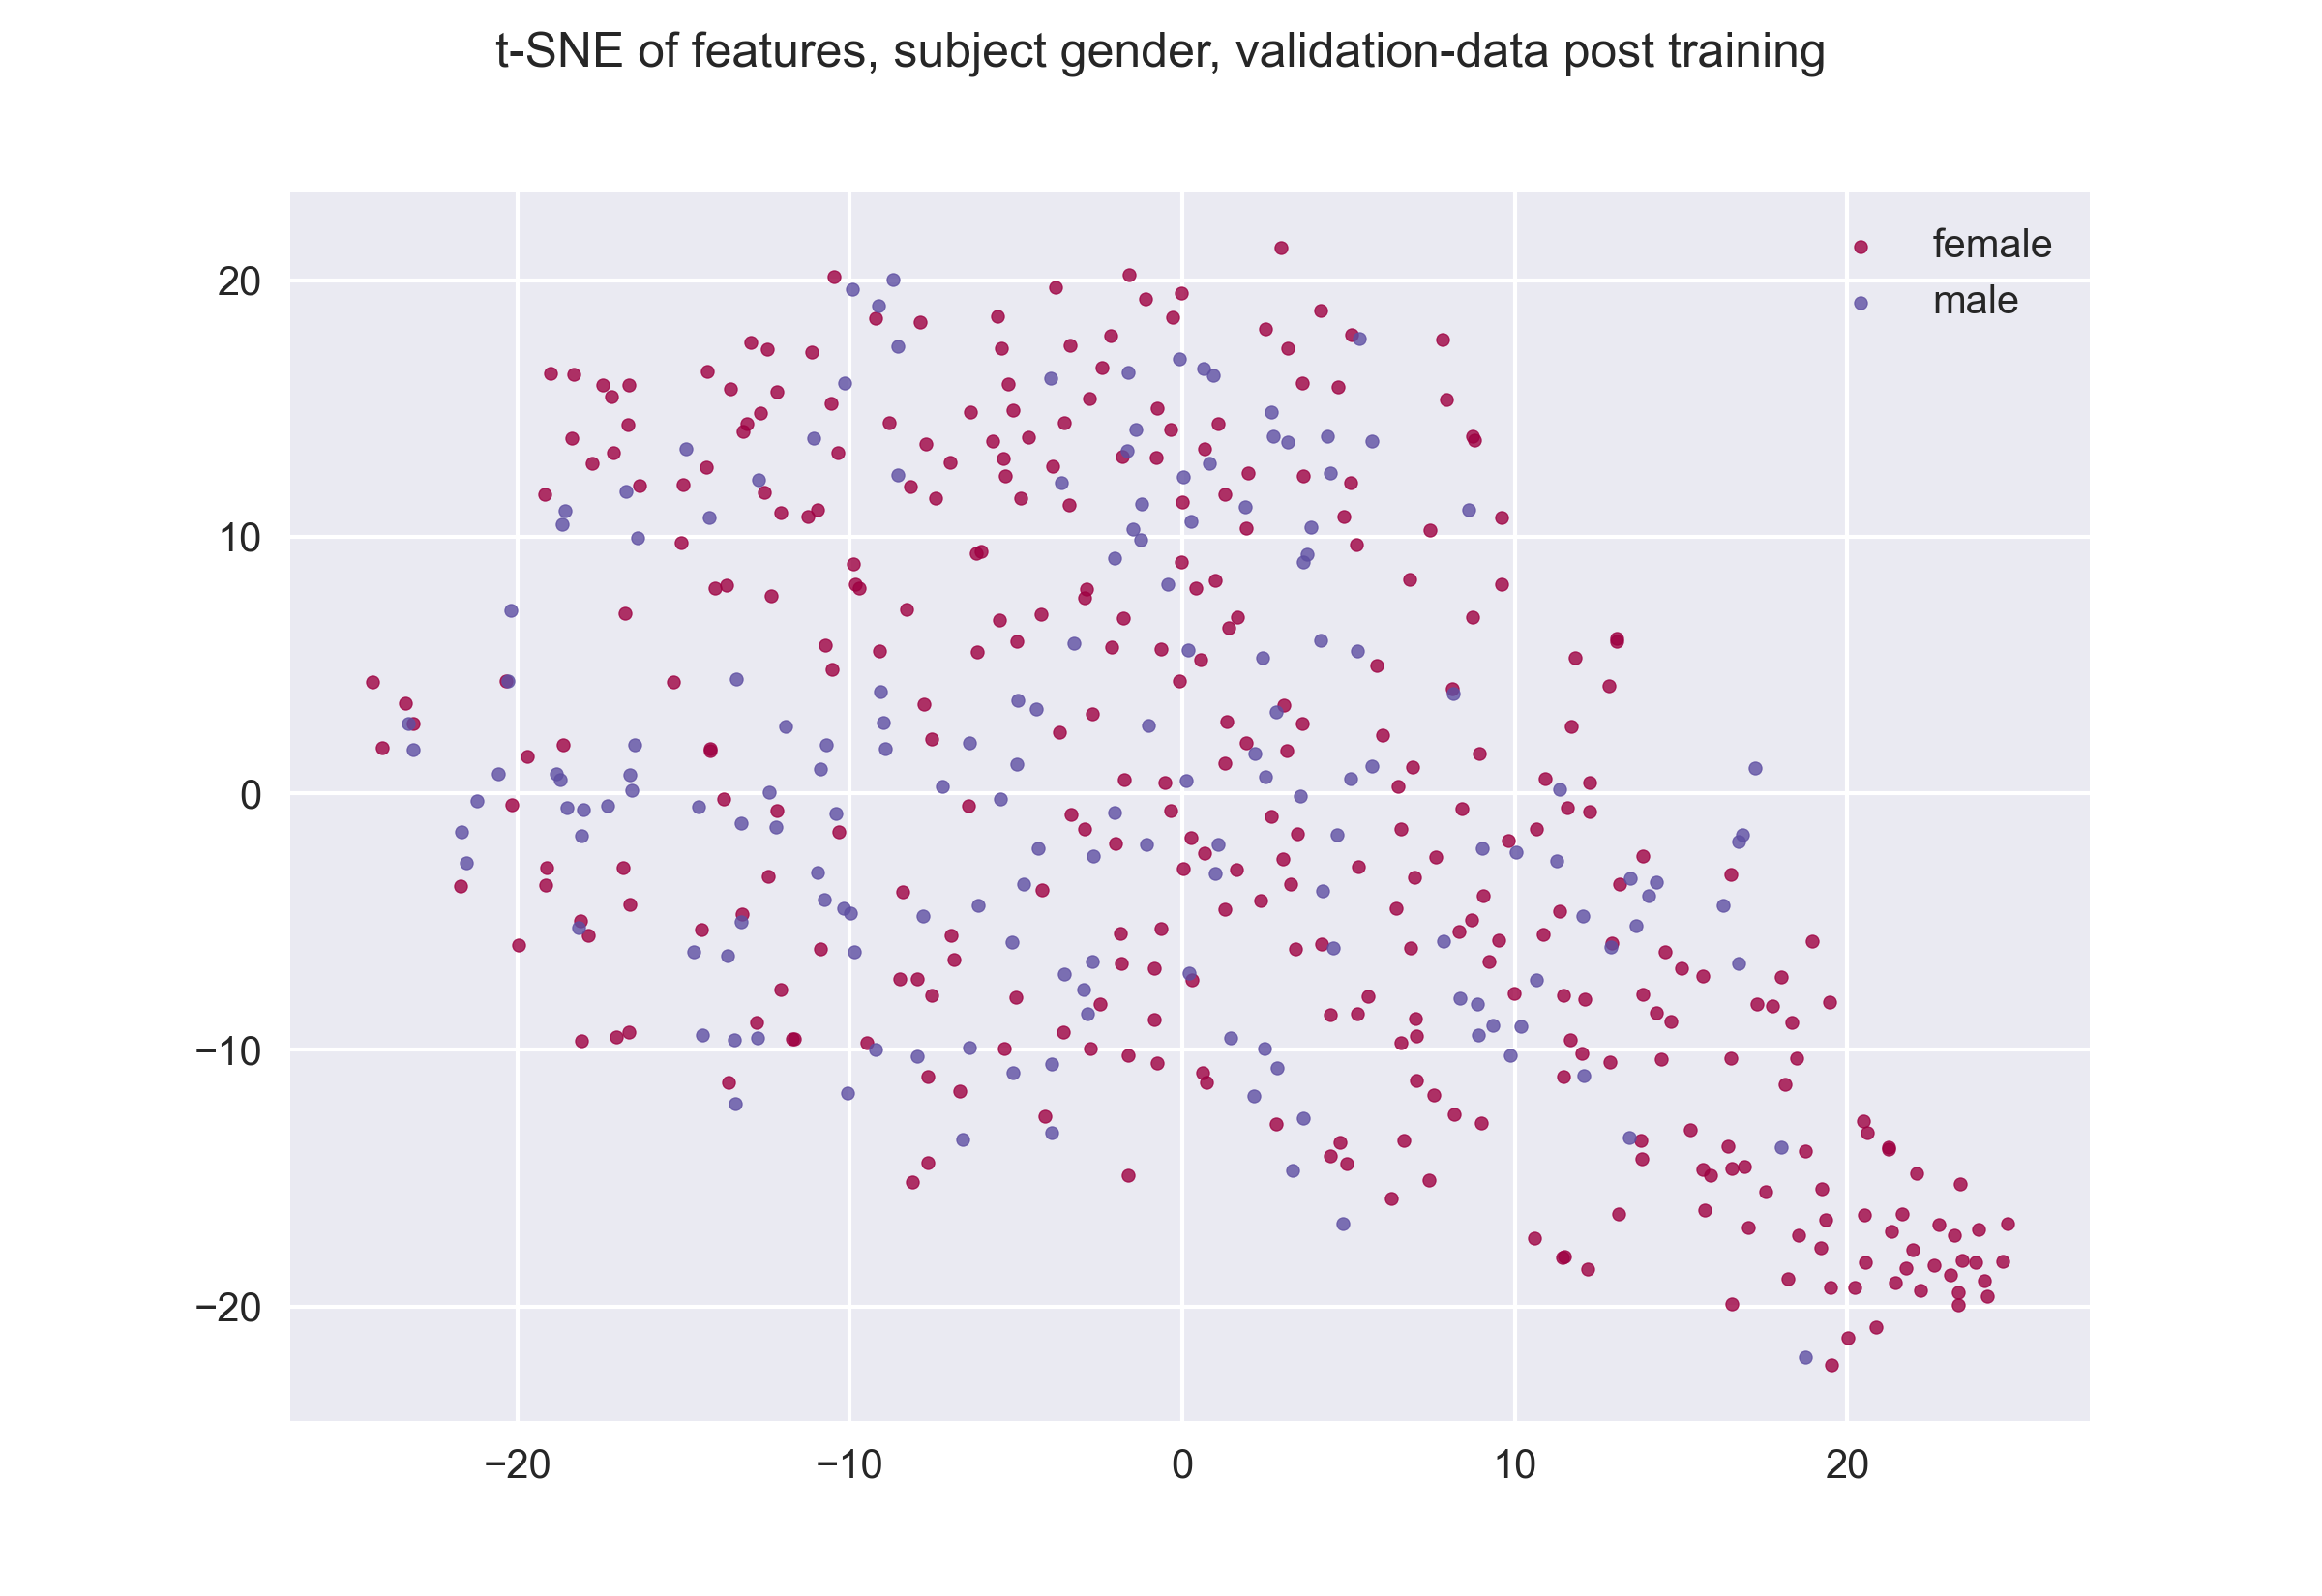 t-SNE of features, subject gender, validation-data post training
female
male
20
10
0
−10
−20
−20 −10 0 10 20